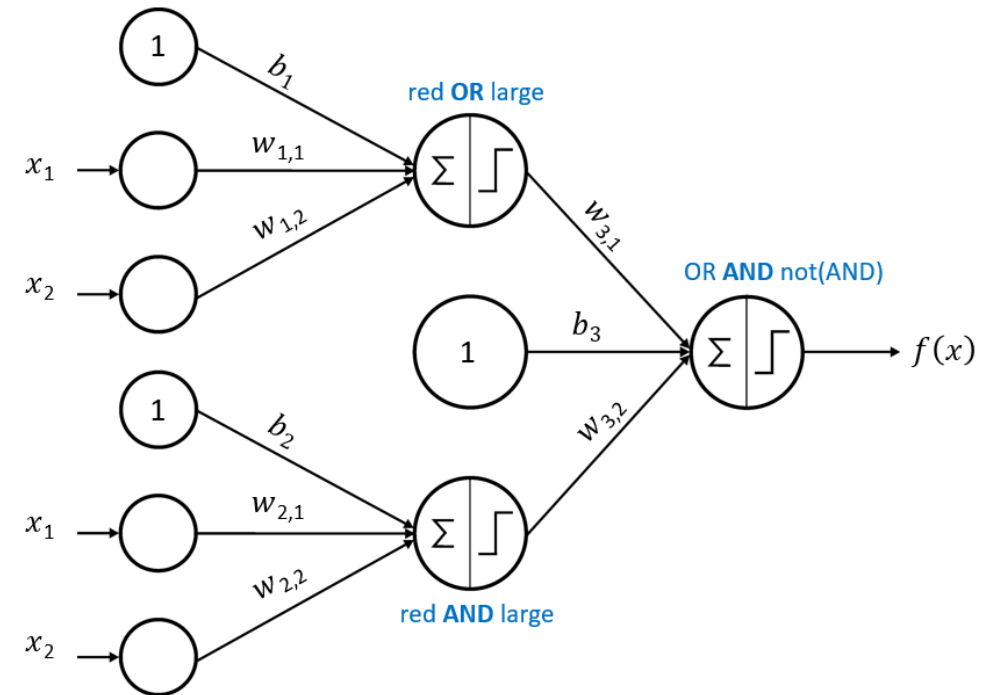 1
b₁
red OR large
x₁
w₁,₁
Σ
w₁,₂
w₃,₁
x₂
OR AND not(AND)
1
b₃
Σ
f(x)
1
b₂
w₃,₂
x₁
w₂,₁
Σ
w₂,₂
red AND large
x₂